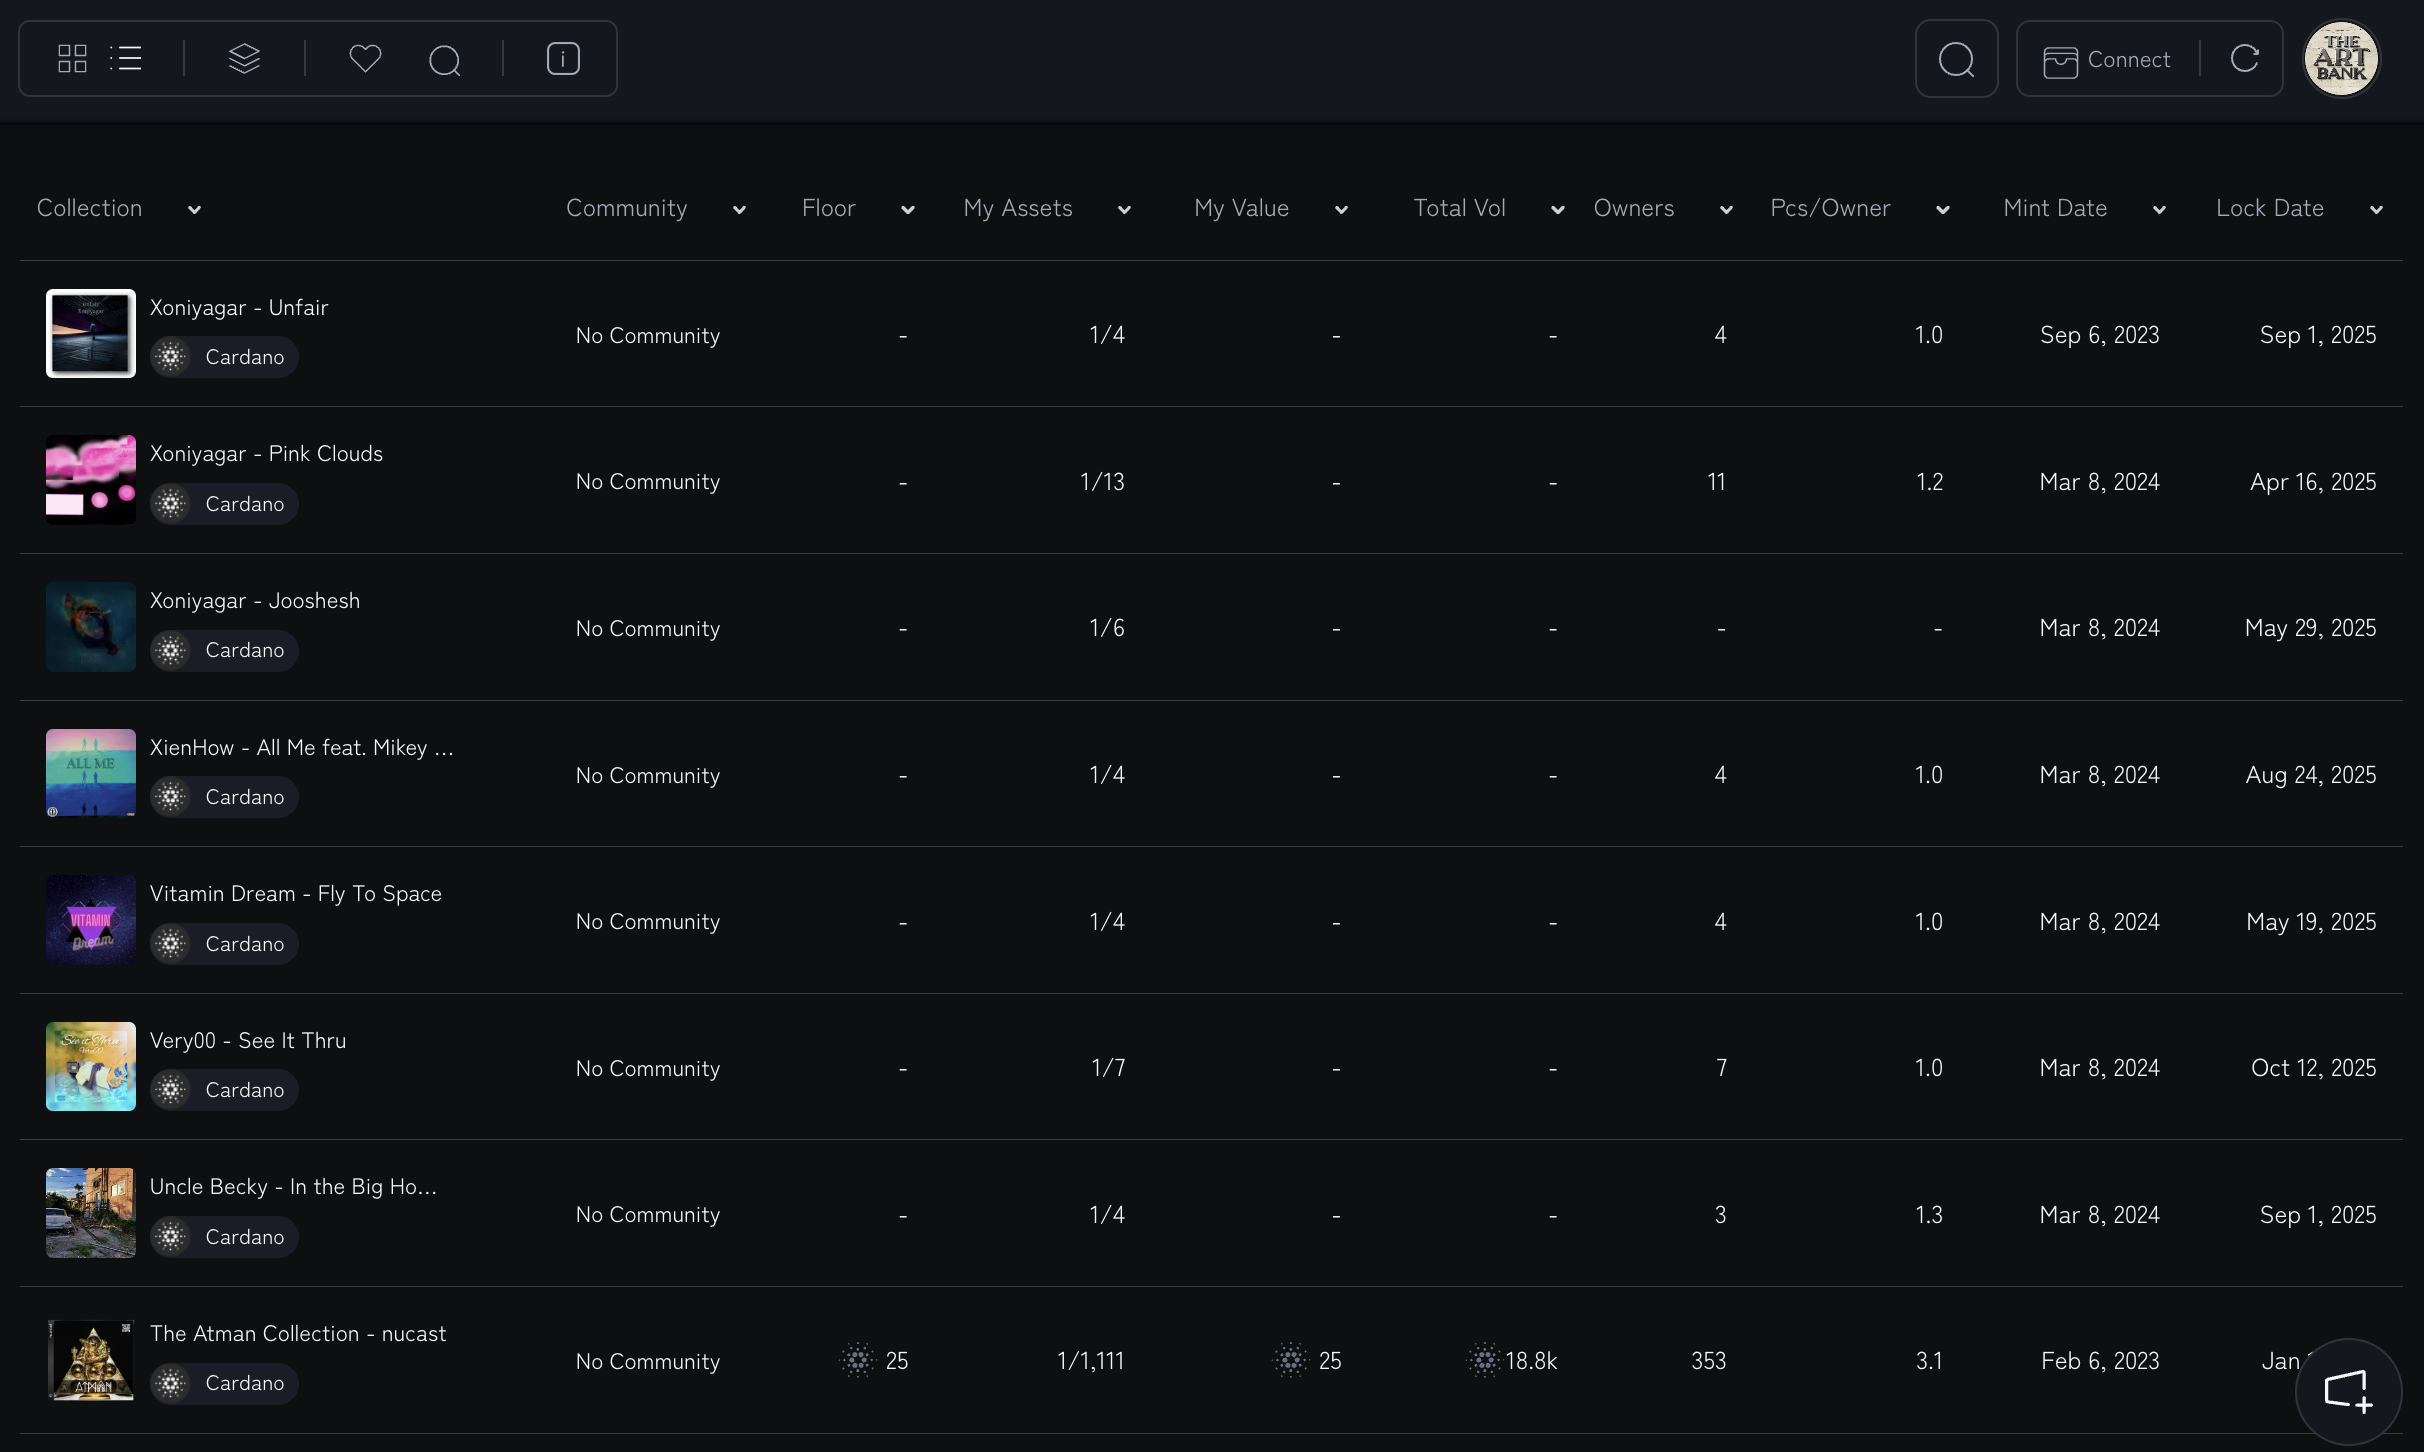 Connect
THE
ART
BANK
Collection Community Floor My Assets My Value Total Vol Owners Pcs/Owner Mint Date Lock Date
Xoniyagar - Unfair
Cardano
No Community - 1/4 - - 4 1.0 Sep 6, 2023 Sep 1, 2025
Xoniyagar - Pink Clouds
Cardano
No Community - 1/13 - - 11 1.2 Mar 8, 2024 Apr 16, 2025
Xoniyagar - Jooshesh
Cardano
No Community - 1/6 - - - - Mar 8, 2024 May 29, 2025
ALL ME
XienHow - All Me feat. Mikey ...
Cardano
No Community - 1/4 - - 4 1.0 Mar 8, 2024 Aug 24, 2025
VITAMIN
Dream
Vitamin Dream - Fly To Space
Cardano
No Community - 1/4 - - 4 1.0 Mar 8, 2024 May 19, 2025
See it Thru
Very00 - See It Thru
Cardano
No Community - 1/7 - - 7 1.0 Mar 8, 2024 Oct 12, 2025
Uncle Becky - In the Big Ho...
Cardano
No Community - 1/4 - - 3 1.3 Mar 8, 2024 Sep 1, 2025
ATMAN
The Atman Collection - nucast
Cardano
No Community 25 1/1,111 25 18.8k 353 3.1 Feb 6, 2023 Jan